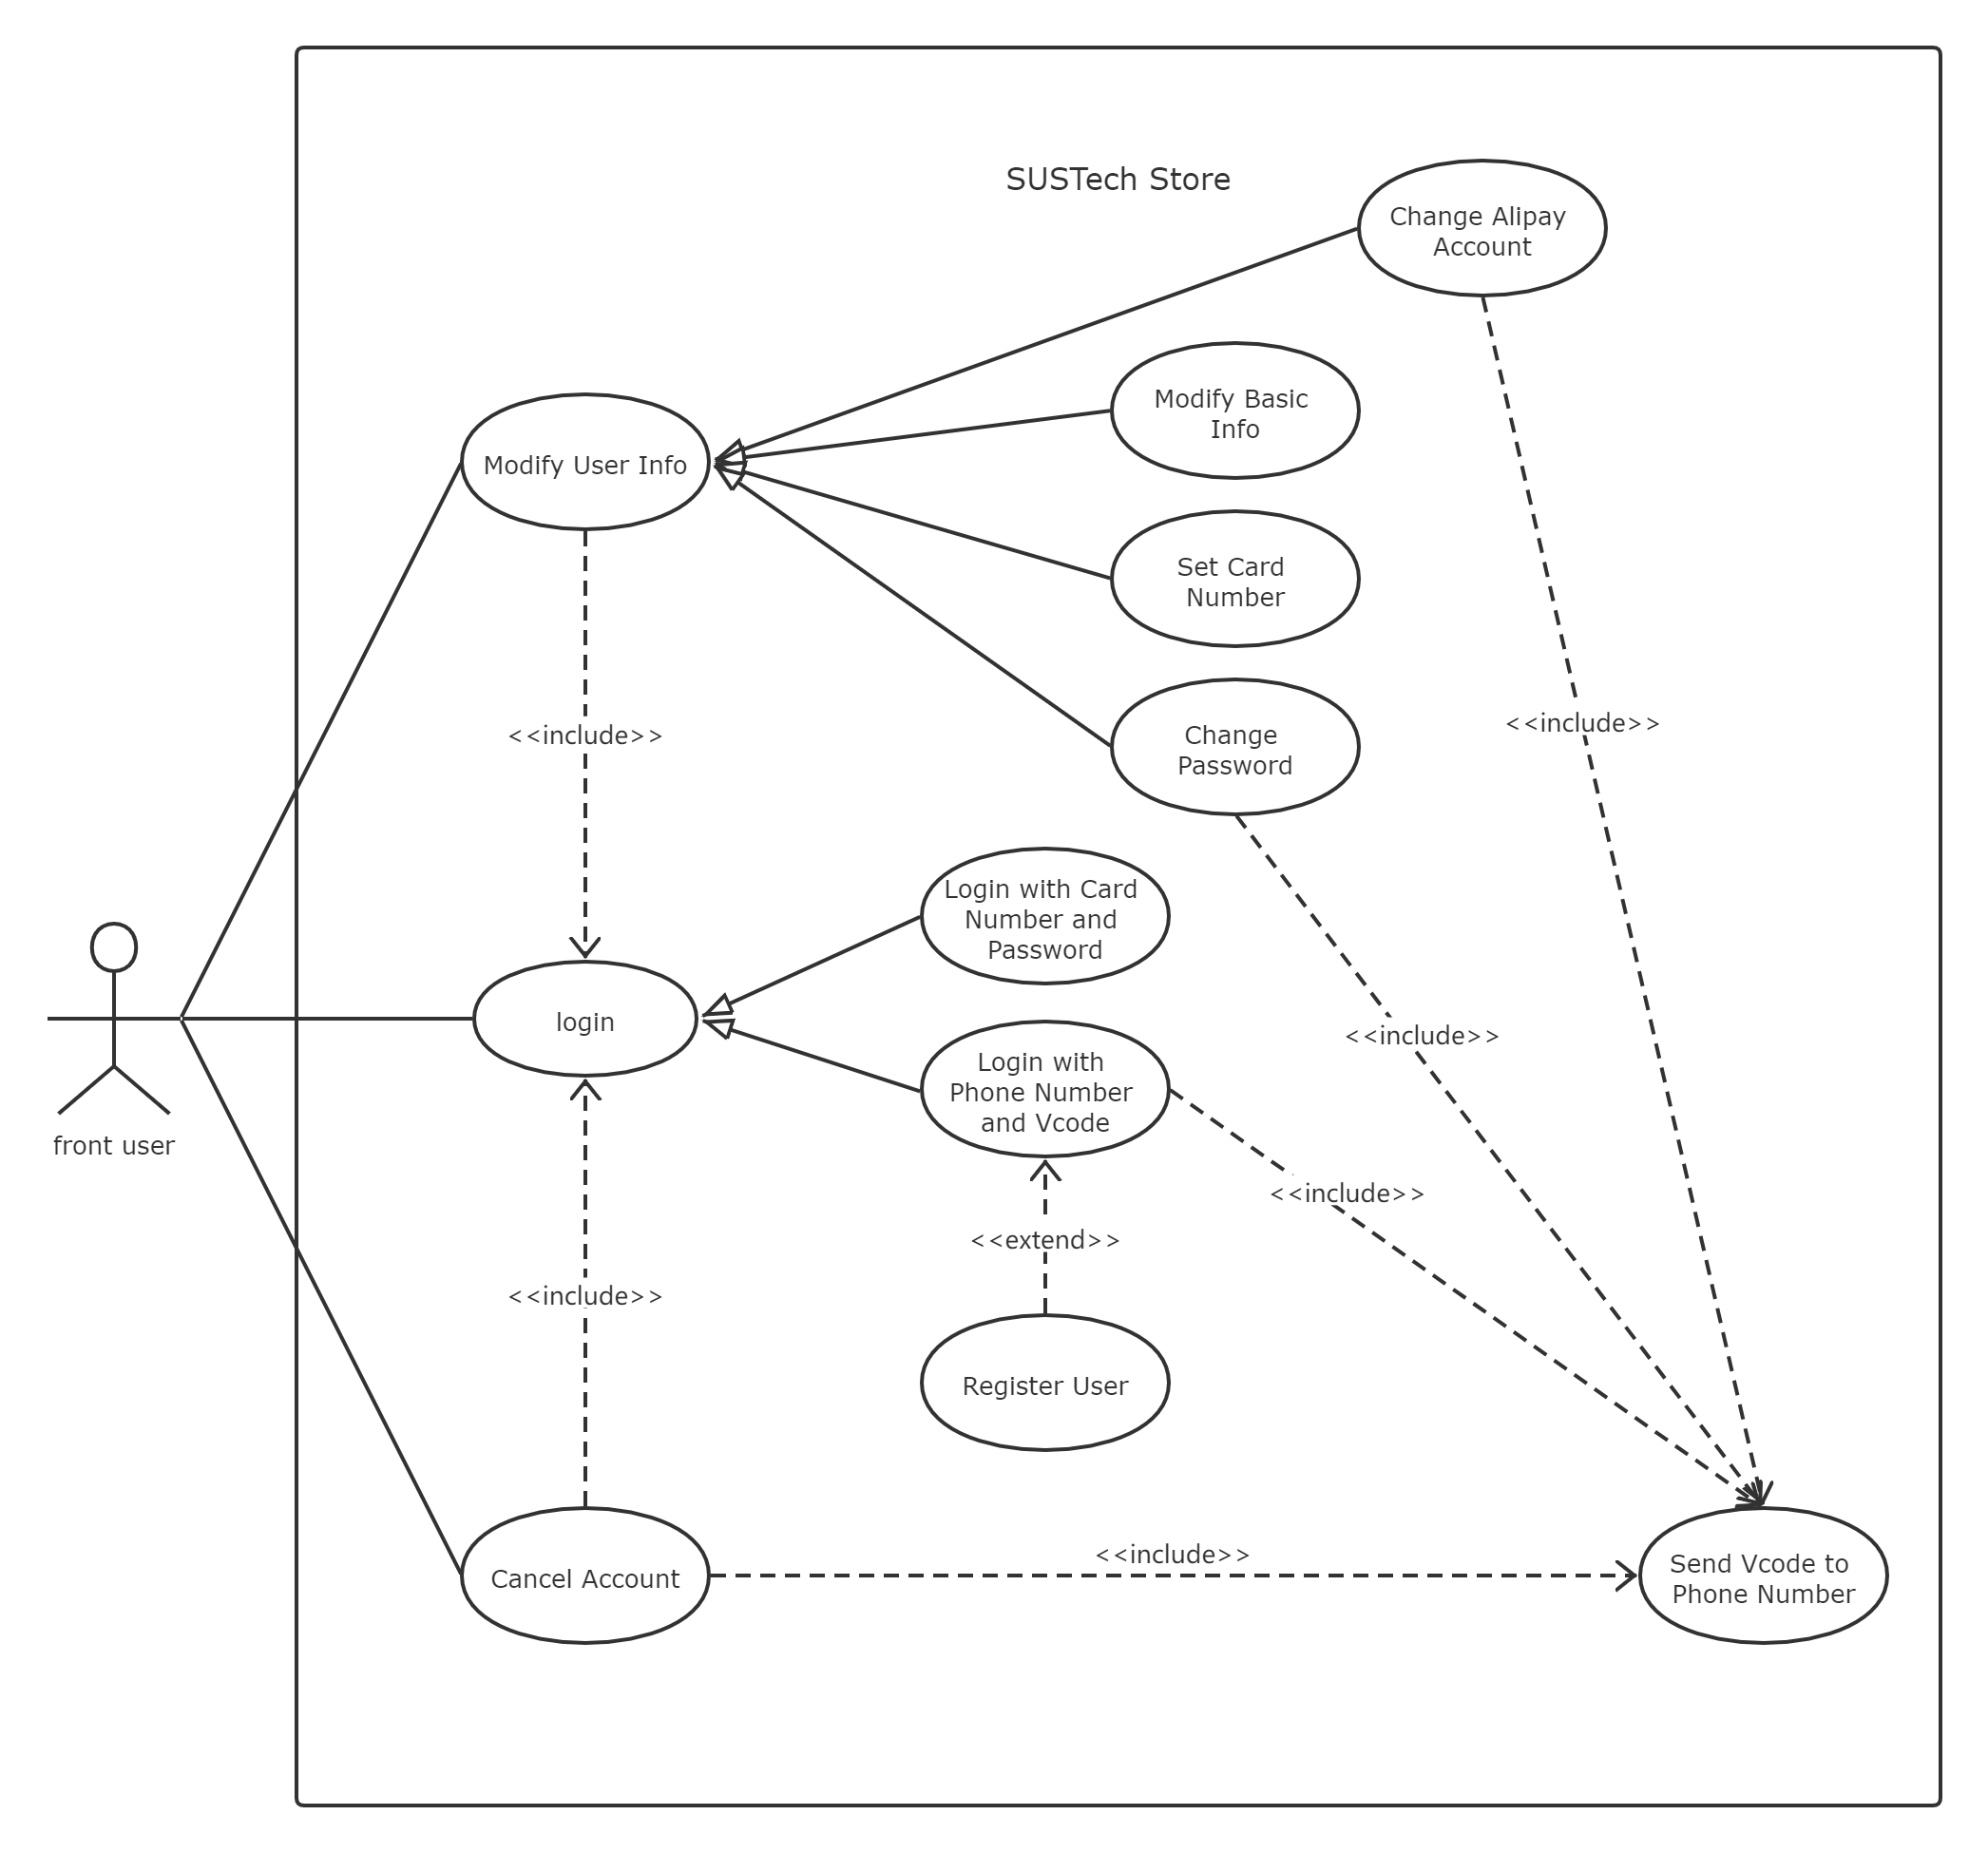 SUSTech Store
Change Alipay
Account
Modify Basic
Info
Modify User Info
Set Card
Number
<<include>>
<<include>>
Change
Password
Login with Card
Number and
Password
login
<<include>>
Login with
Phone Number
and Vcode
front user
<<include>>
<<extend>>
<<include>>
Register User
<<include>>
Cancel Account
Send Vcode to
Phone Number